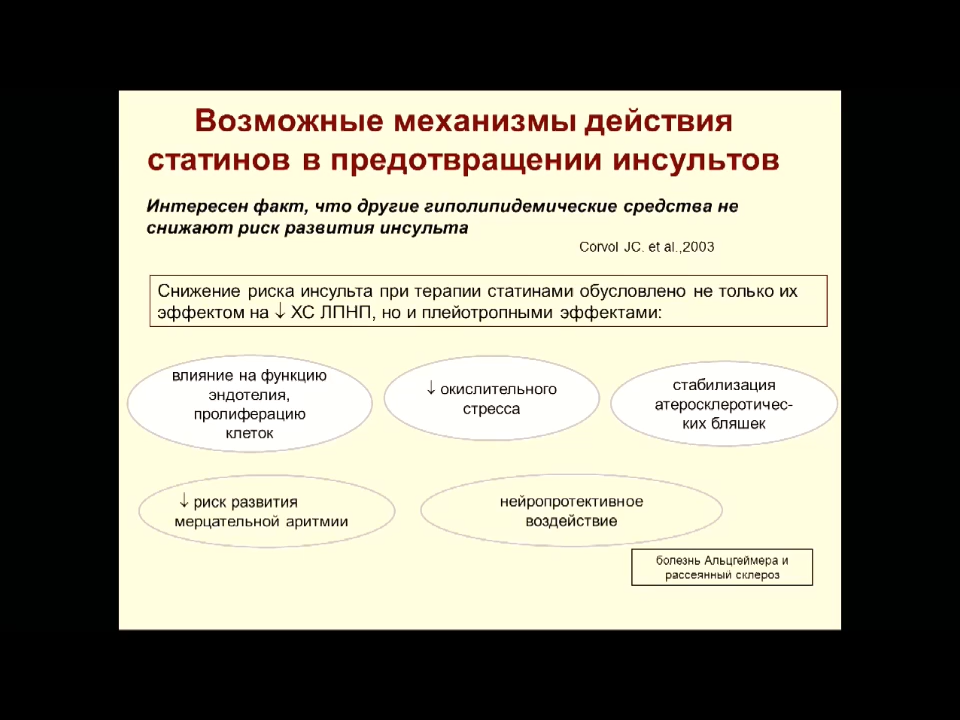 Возможные механизмы действия
статинов в предотвращении инсультов
Интересен факт, что другие гиполипидемические средства не
снижают риск развития инсульта
Corvol JC. et al.,2003
Снижение риска инсульта при терапии статинами обусловлено не только их
эффектом на ↓ ХС ЛПНП, но и плейотропными эффектами:
влияние на функцию
эндотелия,
пролиферацию
клеток
↓ окислительного
стресса
стабилизация
атеросклеротичес-
ких бляшек
↓ риск развития
мерцательной аритмии
нейропротективное
воздействие
болезнь Альцгеймера и
рассеянный склероз